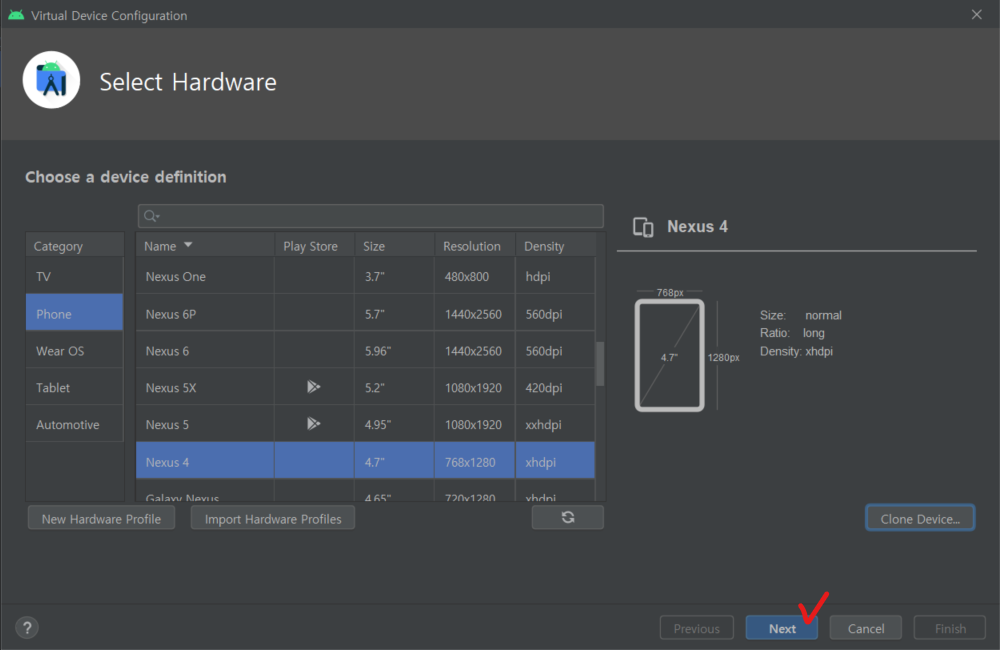 Virtual Device Configuration
Select Hardware
Choose a device definition
Category
TV
Phone
Wear OS
Tablet
Automotive
Name Play Store Size Resolution Density
Nexus One 3.7" 480x800 hdpi
Nexus 6P 5.7" 1440x2560 560dpi
Nexus 6 5.96" 1440x2560 560dpi
Nexus 5X 5.2" 1080x1920 420dpi
Nexus 5 4.95" 1080x1920 xxhdpi
Nexus 4 4.7" 768x1280 xhdpi
Galaxy Nexus 4.65" 720x1280 xhdpi
New Hardware Profile Import Hardware Profiles
Nexus 4
768px
4.7"
1280px
Size: normal
Ratio: long
Density: xhdpi
Clone Device...
? Previous Next Cancel Finish